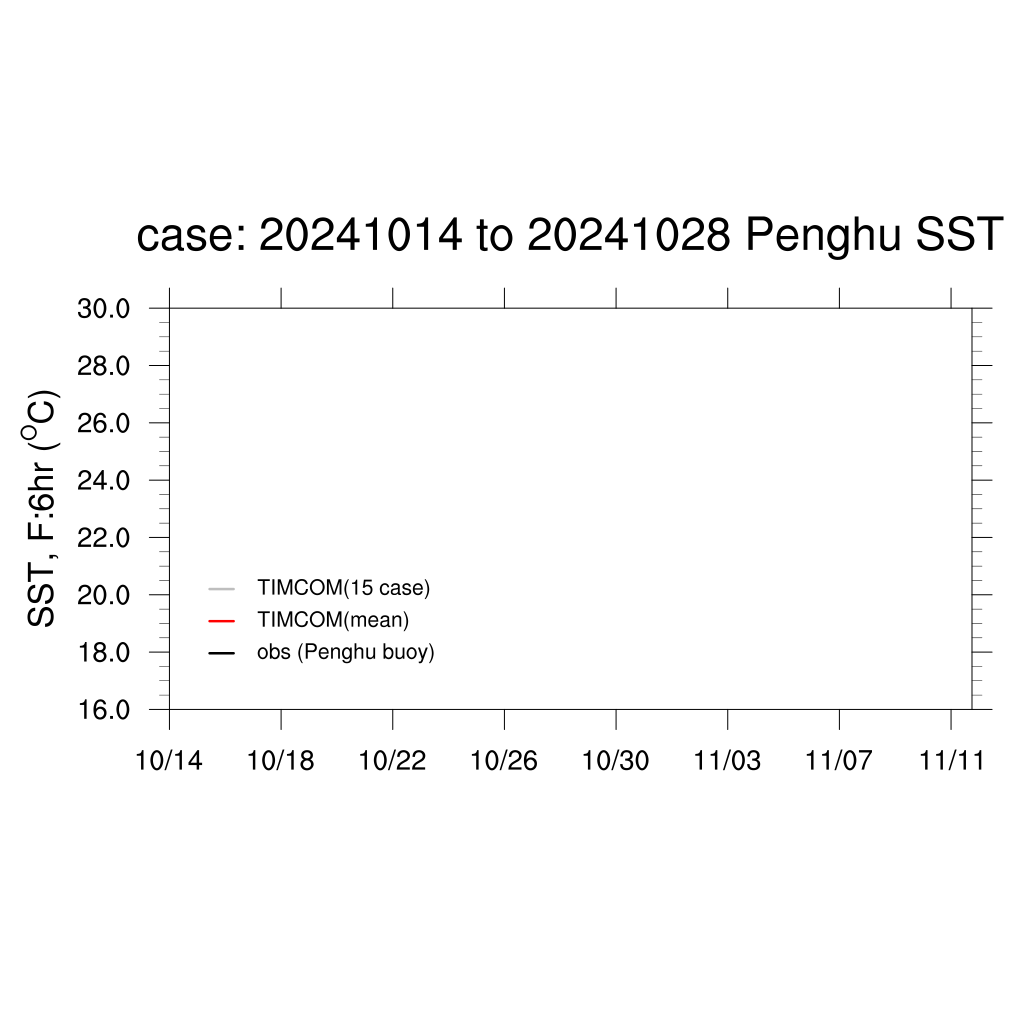 case: 20241014 to 20241028 Penghu SST
SST, F:6hr (°C)
30.0
28.0
26.0
24.0
22.0
20.0
18.0
16.0
TIMCOM(15 case)
TIMCOM(mean)
obs (Penghu buoy)
10/14 10/18 10/22 10/26 10/30 11/03 11/07 11/11